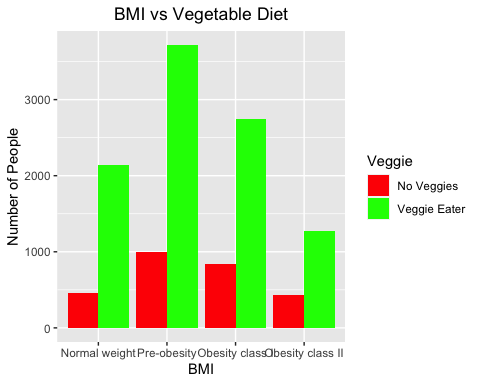 BMI vs Vegetable Diet
Number of People
3000
2000
1000
0
Normal weight
Pre-obesity
Obesity class I
Obesity class II
BMI
Veggie
No Veggies
Veggie Eater